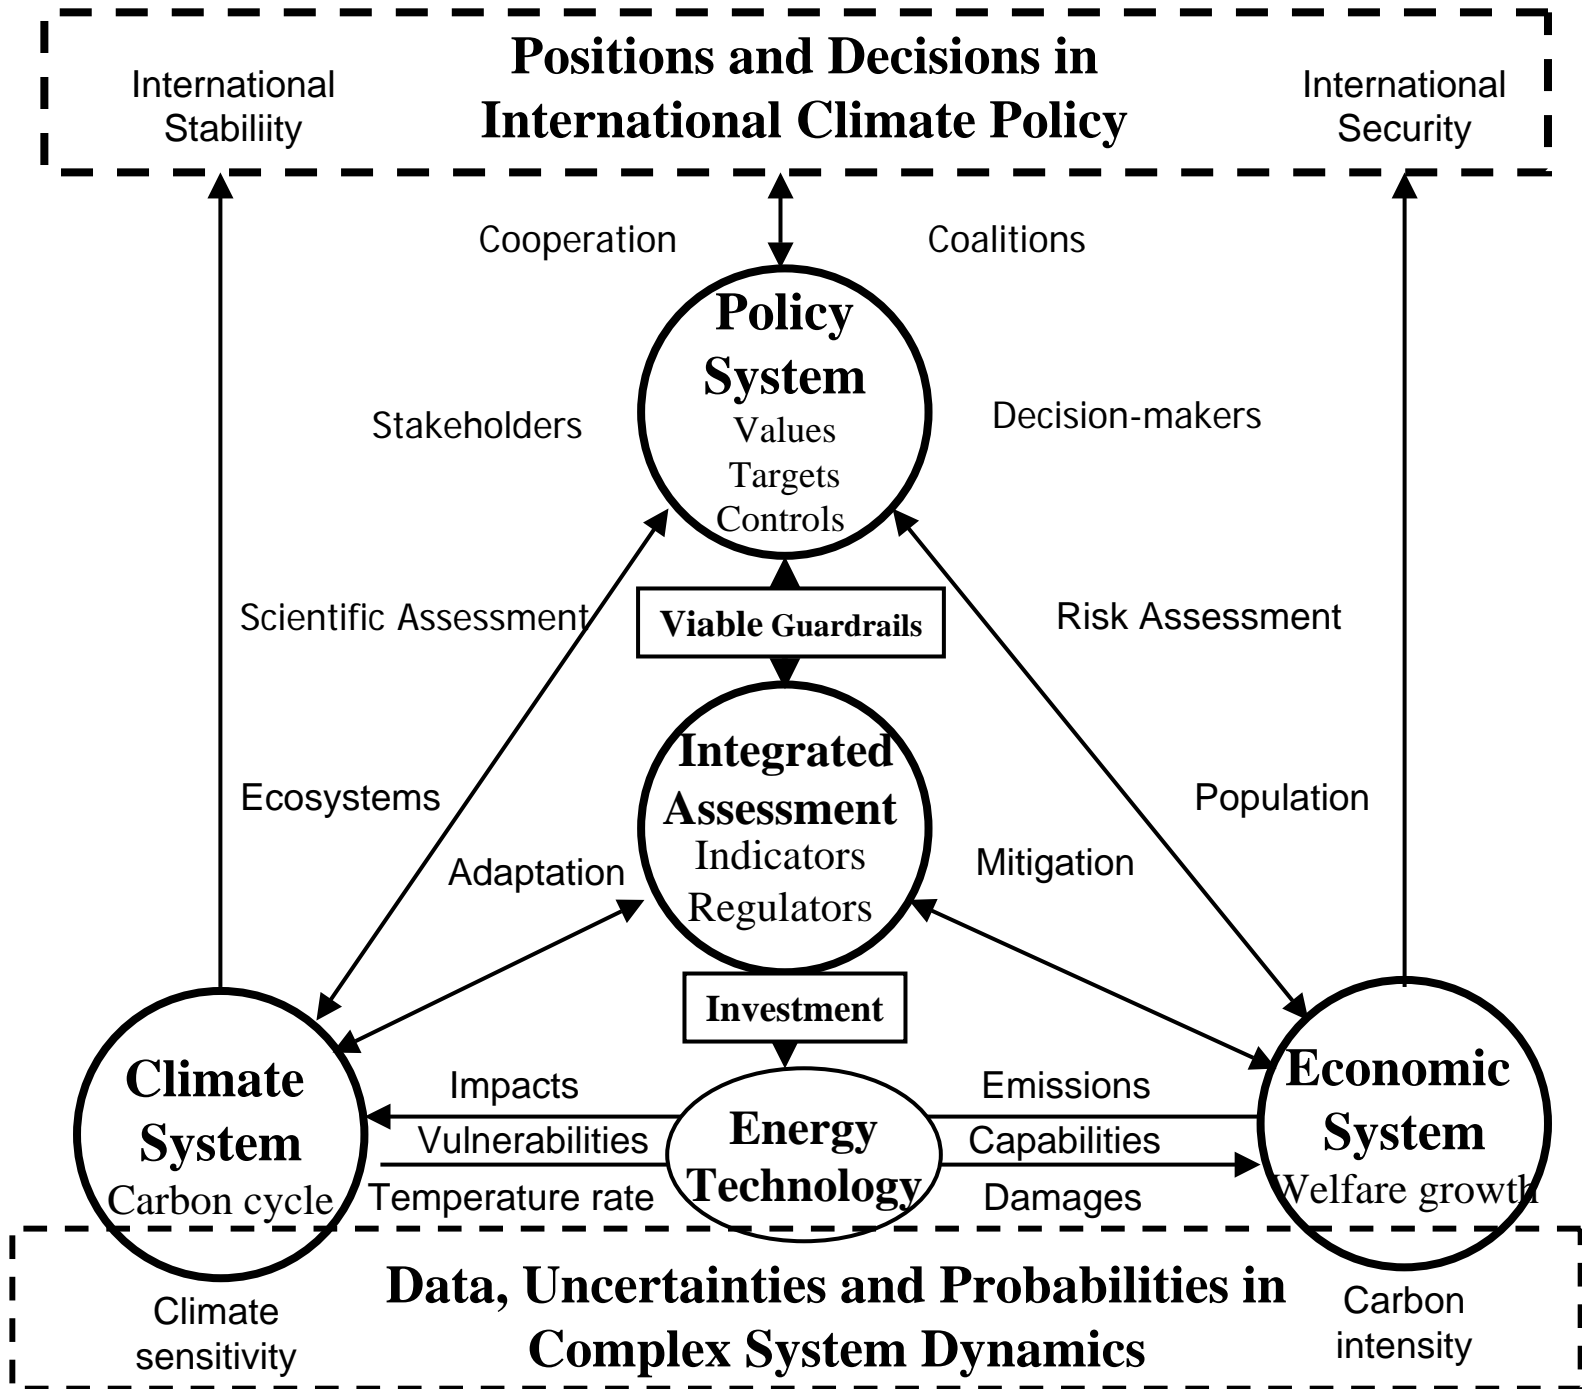 Positions and Decisions in
International Climate Policy
International
Stabiliity
International
Security
Cooperation
Coalitions
Policy
System
Values
Targets
Controls
Stakeholders
Decision-makers
Scientific Assessment
Viable Guardrails
Risk Assessment
Integrated
Assessment
Indicators
Regulators
Ecosystems
Population
Adaptation
Mitigation
Investment
Climate
System
Carbon cycle
Impacts
Vulnerabilities
Temperature rate
Energy
Technology
Emissions
Capabilities
Damages
Economic
System
Welfare growth
Data, Uncertainties and Probabilities in
Complex System Dynamics
Climate
sensitivity
Carbon
intensity